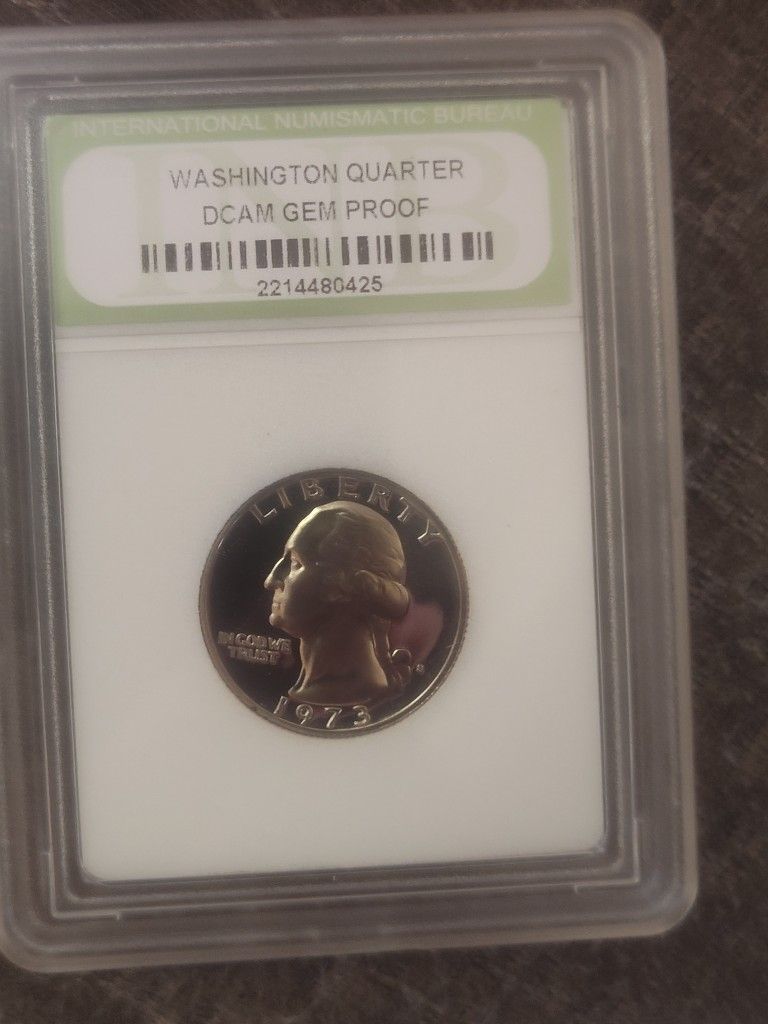 INTERNATIONAL NUMISMATIC BUREAU
WASHINGTON QUARTER
DCAM GEM PROOF
2214480425
LIBERTY
IN GOD WE
TRUST
1973